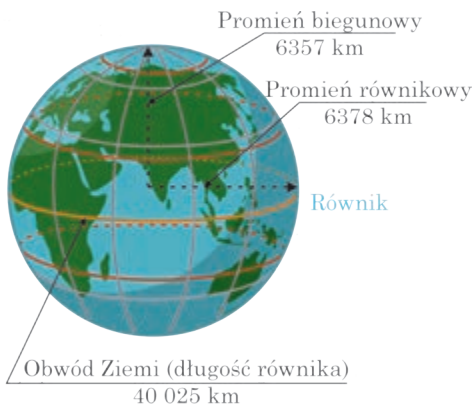 Promień biegunowy
6357 km
Promień równikowy
6378 km
Równik
Obwód Ziemi (długość równika)
40 025 km